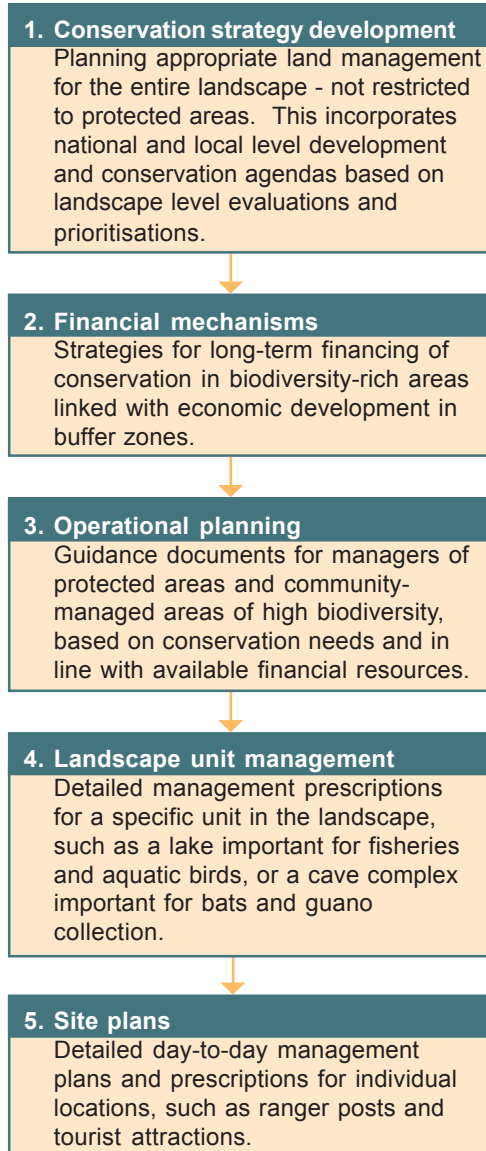 1. Conservation strategy development
Planning appropriate land management
for the entire landscape - not restricted
to protected areas.  This incorporates
national and local level development
and conservation agendas based on
landscape level evaluations and
prioritisations.
2. Financial mechanisms
Strategies for long-term financing of
conservation in biodiversity-rich areas
linked with economic development in
buffer zones.
3. Operational planning
Guidance documents for managers of
protected areas and community-
managed areas of high biodiversity,
based on conservation needs and in
line with available financial resources.
4. Landscape unit management
Detailed management prescriptions
for a specific unit in the landscape,
such as a lake important for fisheries
and aquatic birds, or a cave complex
important for bats and guano
collection.
5. Site plans
Detailed day-to-day management
plans and prescriptions for individual
locations, such as ranger posts and
tourist attractions.